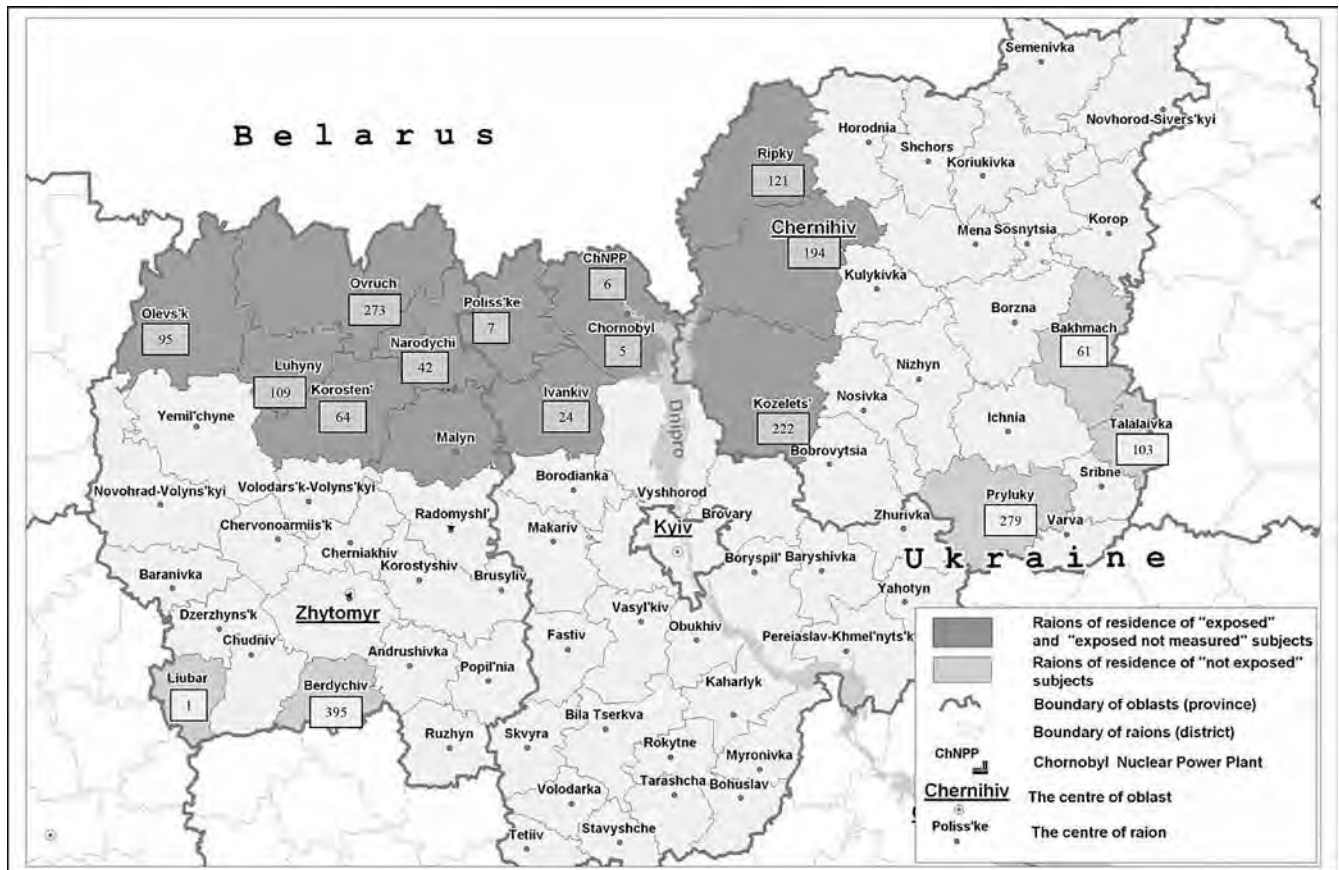 Semenivka
Novhorod-Sivers'kyi
Belarus
Horodnia
Shchors
Koriukivka
Ripky
121
Korop
Chernihiv
194
Mena
Sosnytsia
Kulykivka
ChNPP
6
Ovruch
273
Poliss'ke
7
Olevs'k
95
Chornobyl
5
Narodychi
42
Borzna
Bakhmach
61
Luhyny
109
Korosten'
64
Ivankiv
24
Nizhyn
Nosivka
Kozelets'
222
Dnipro
Yemil'chyne
Malyn
Ichnia
Talalaivka
103
Bobrovytsia
Sribne
Borodianka
Pryluky
279
Varva
Novohrad-Volyns'kyi
Volodars'k-Volyns'kyi
Vyshhorod
Radomyshl'
Chervonoarmiis'k
Makariv
Kyiv
Brovary
Zhurivka
Ukraine
Cherniakhiv
Korostyshiv
Boryspil'
Baryshivka
Baranivka
Brusyliv
Yahotyn
Dzerzhyns'k
Zhytomyr
Vasyl'kiv
Obukhiv
Chudniv
Fastiv
Pereiaslav-Khmel'nyts'k
Andrushivka
Popil'nia
Liubar
1
Berdychiv
395
Kaharlyk
Ruzhyn
Skvyra
Bila Tserkva
Rokytne
Myronivka
Tarashcha
Bohuslav
Volodarka
Stavyshche
Tetiiv
Raions of residence of "exposed"
and "exposed not measured" subjects
Raions of residence of "not exposed"
subjects
Boundary of oblasts (province)
Boundary of raions (district)
ChNPP
Chornobyl Nuclear Power Plant
Chernihiv
The centre of oblast
Poliss'ke
The centre of raion